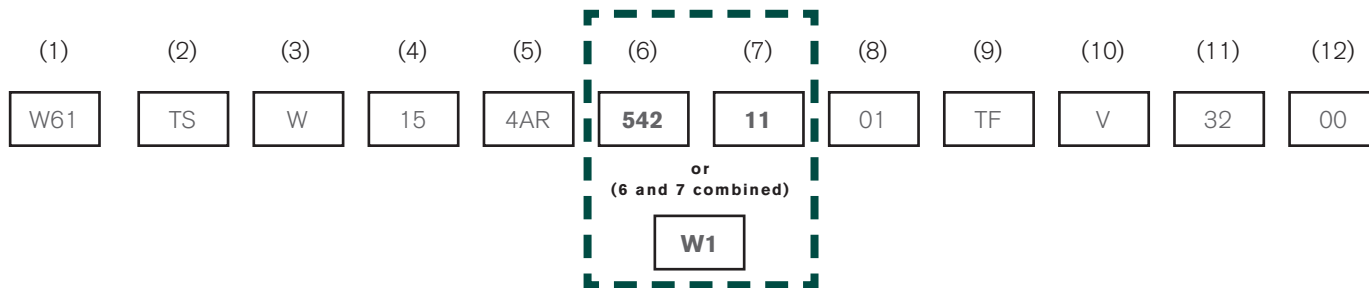 (1) (2) (3) (4) (5) (6) (7) (8) (9) (10) (11) (12)
W61 TS W 15 4AR 542 11 01 TF V 32 00
or
(6 and 7 combined)
W1